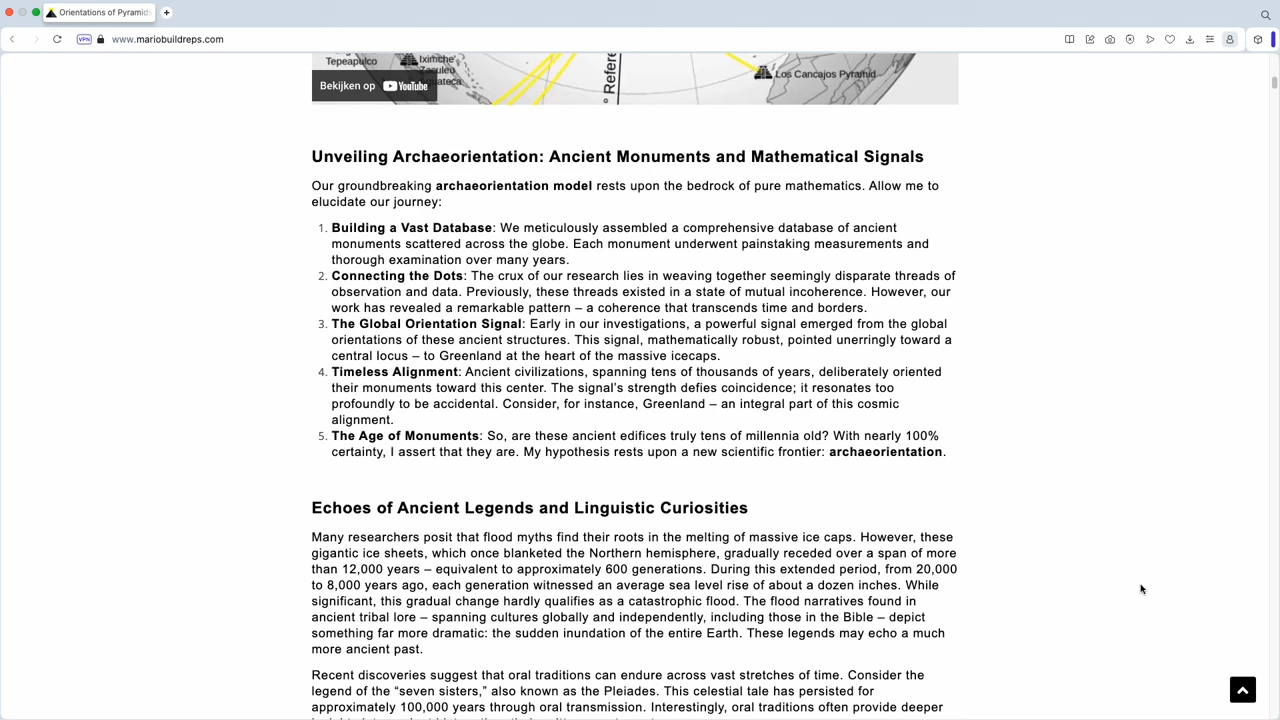 Orientations of Pyramids
VPN
www.mariobuildreps.com
Tepeapulco
Iximche
Zaculeu
° Refere
Los Cancajos Pyramid
Bekijken op YouTube
Unveiling Archaeorientation: Ancient Monuments and Mathematical Signals
Our groundbreaking archaeorientation model rests upon the bedrock of pure mathematics. Allow me to
elucidate our journey:
1. Building a Vast Database: We meticulously assembled a comprehensive database of ancient
monuments scattered across the globe. Each monument underwent painstaking measurements and
thorough examination over many years.
2. Connecting the Dots: The crux of our research lies in weaving together seemingly disparate threads of
observation and data. Previously, these threads existed in a state of mutual incoherence. However, our
work has revealed a remarkable pattern – a coherence that transcends time and borders.
3. The Global Orientation Signal: Early in our investigations, a powerful signal emerged from the global
orientations of these ancient structures. This signal, mathematically robust, pointed unerringly toward a
central locus – to Greenland at the heart of the massive icecaps.
4. Timeless Alignment: Ancient civilizations, spanning tens of thousands of years, deliberately oriented
their monuments toward this center. The signal’s strength defies coincidence; it resonates too
profoundly to be accidental. Consider, for instance, Greenland – an integral part of this cosmic
alignment.
5. The Age of Monuments: So, are these ancient edifices truly tens of millennia old? With nearly 100%
certainty, I assert that they are. My hypothesis rests upon a new scientific frontier: archaeorientation.
Echoes of Ancient Legends and Linguistic Curiosities
Many researchers posit that flood myths find their roots in the melting of massive ice caps. However, these
gigantic ice sheets, which once blanketed the Northern hemisphere, gradually receded over a span of more
than 12,000 years – equivalent to approximately 600 generations. During this extended period, from 20,000
to 8,000 years ago, each generation witnessed an average sea level rise of about a dozen inches. While
significant, this gradual change hardly qualifies as a catastrophic flood. The flood narratives found in
ancient tribal lore – spanning cultures globally and independently, including those in the Bible – depict
something far more dramatic: the sudden inundation of the entire Earth. These legends may echo a much
more ancient past.
Recent discoveries suggest that oral traditions can endure across vast stretches of time. Consider the
legend of the “seven sisters,” also known as the Pleiades. This celestial tale has persisted for
approximately 100,000 years through oral transmission. Interestingly, oral traditions often provide deeper